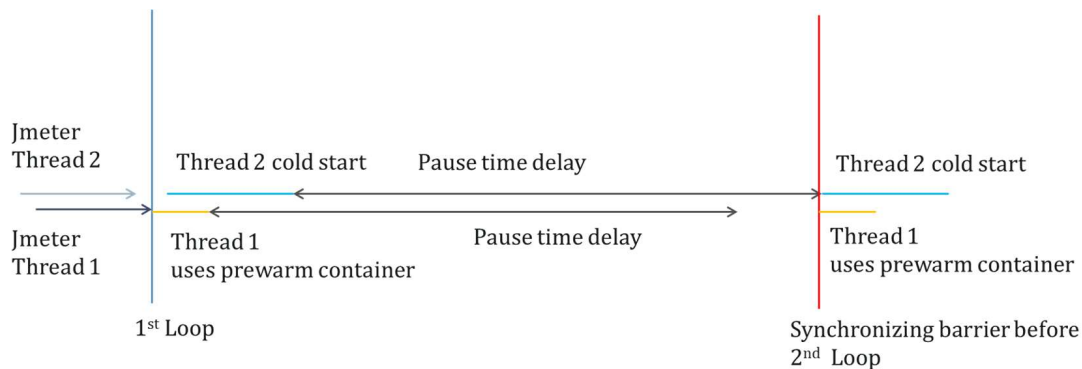 Jmeter
Thread 2
Thread 2 cold start
Pause time delay
Thread 2 cold start
Jmeter
Thread 1
Thread 1
uses prewarm container
Pause time delay
Thread 1
uses prewarm container
1st Loop
Synchronizing barrier before
2nd Loop